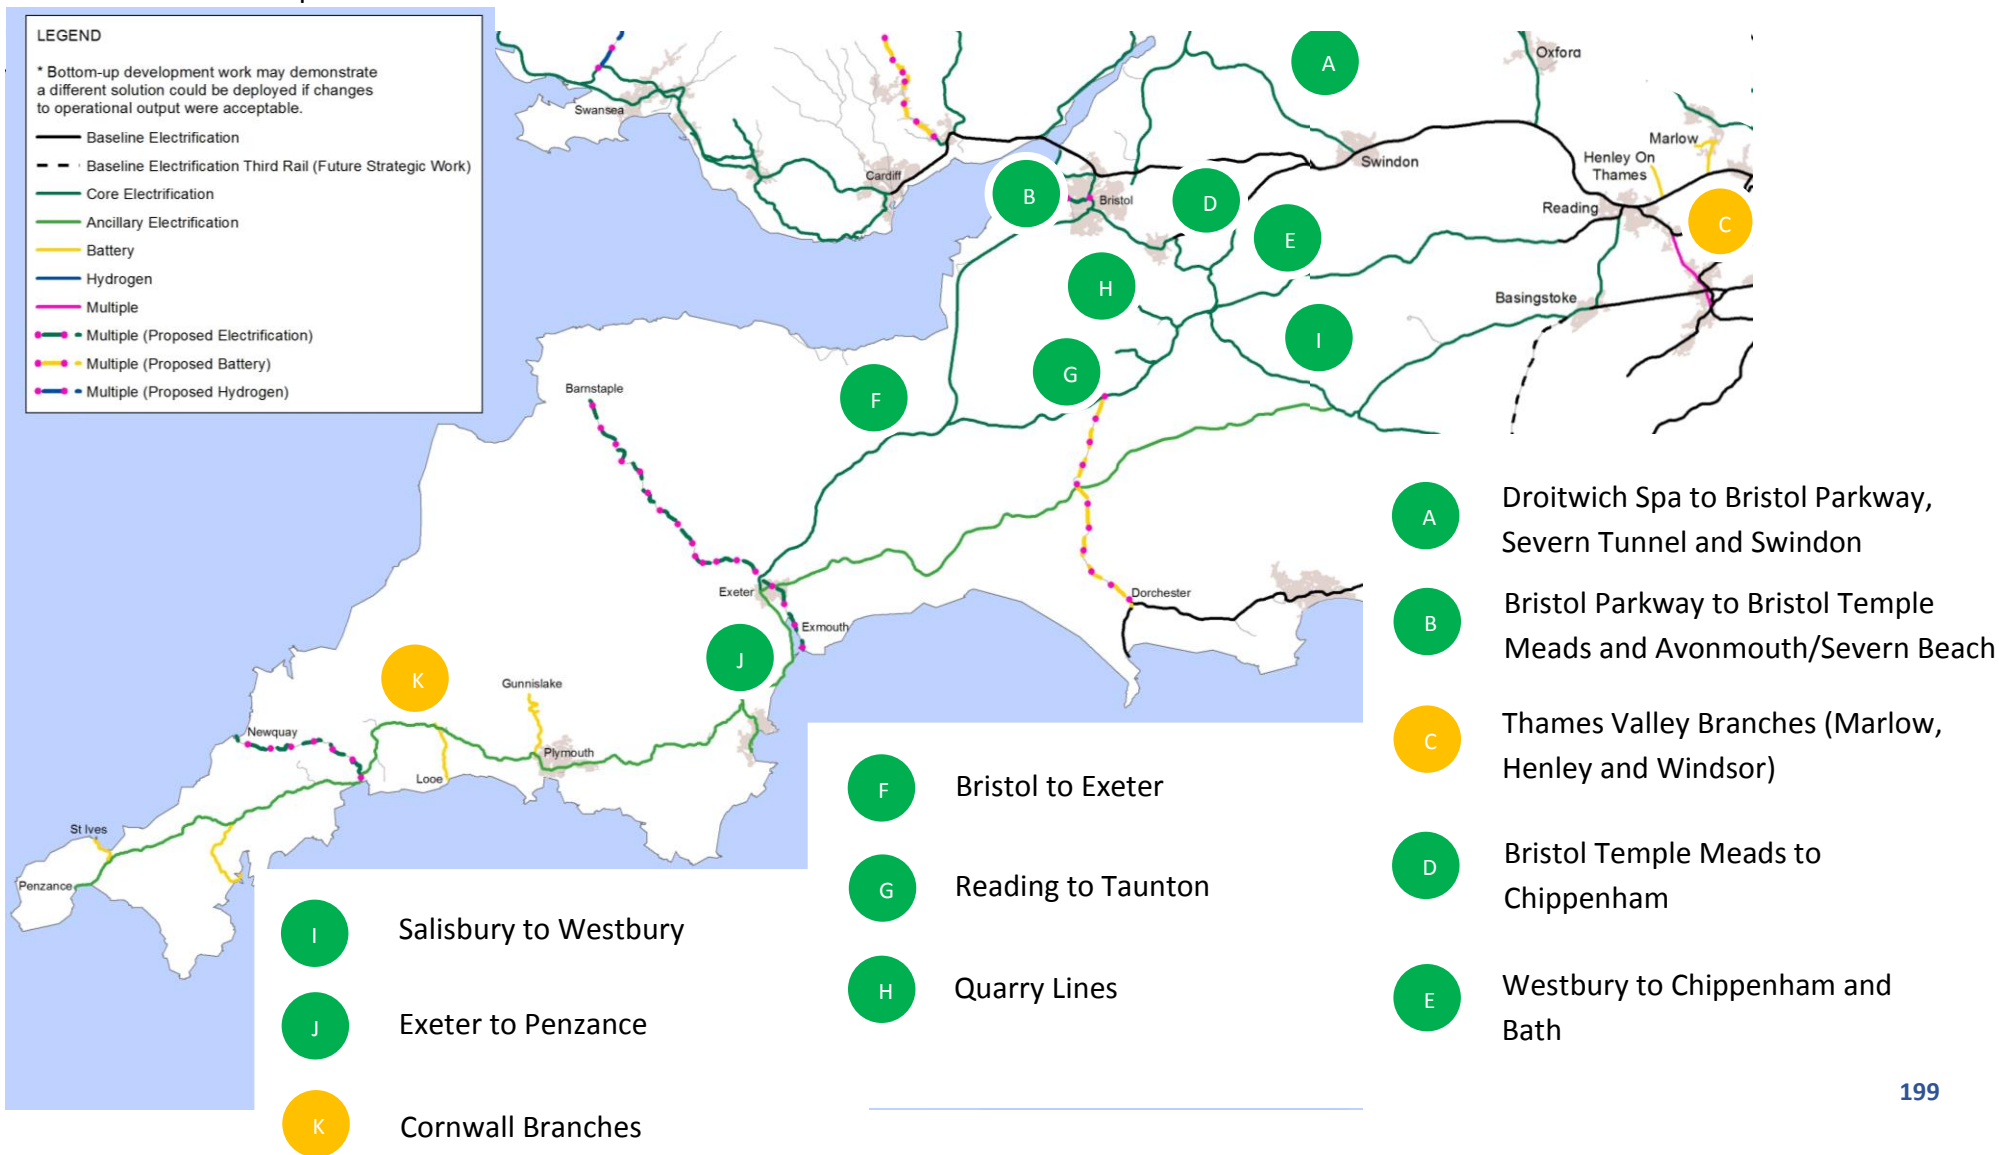 LEGEND
* Bottom-up development work may demonstrate
a different solution could be deployed if changes
to operational output were acceptable.
Baseline Electrification
Baseline Electrification Third Rail (Future Strategic Work)
Core Electrification
Ancillary Electrification
Battery
Hydrogen
Multiple
Multiple (Proposed Electrification)
Multiple (Proposed Battery)
Multiple (Proposed Hydrogen)
Swansea
Cardiff
Bristol
Swindon
Oxford
Marlow
Henley On
Thames
Reading
Basingstoke
Barnstaple
Exeter
Exmouth
Dorchester
Gunnislake
Newquay
Plymouth
Looe
St Ives
Penzance
A
B
C
D
E
F
G
H
I
J
K
A
Droitwich Spa to Bristol Parkway,
Severn Tunnel and Swindon
B
Bristol Parkway to Bristol Temple
Meads and Avonmouth/Severn Beach
C
Thames Valley Branches (Marlow,
Henley and Windsor)
D
Bristol Temple Meads to
Chippenham
E
Westbury to Chippenham and
Bath
F
Bristol to Exeter
G
Reading to Taunton
H
Quarry Lines
I
Salisbury to Westbury
J
Exeter to Penzance
K
Cornwall Branches
199